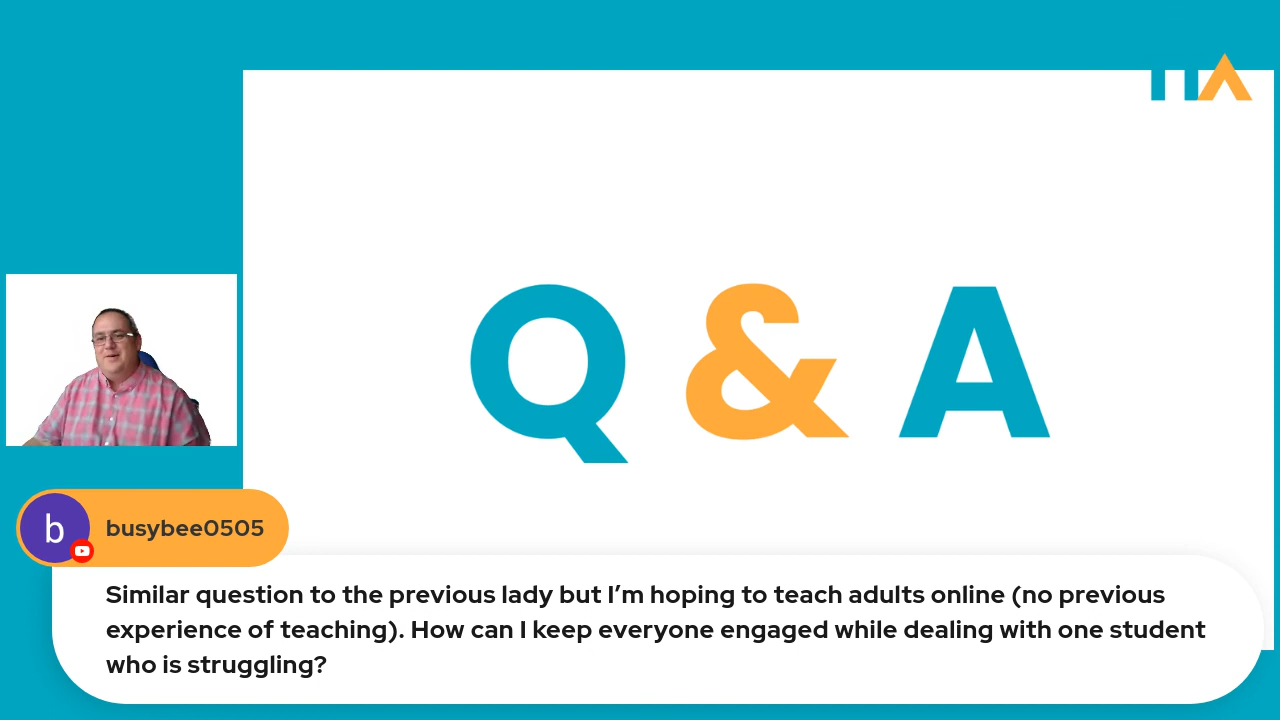 Q & A
b
busybee0505
Similar question to the previous lady but I’m hoping to teach adults online (no previous
experience of teaching). How can I keep everyone engaged while dealing with one student
who is struggling?